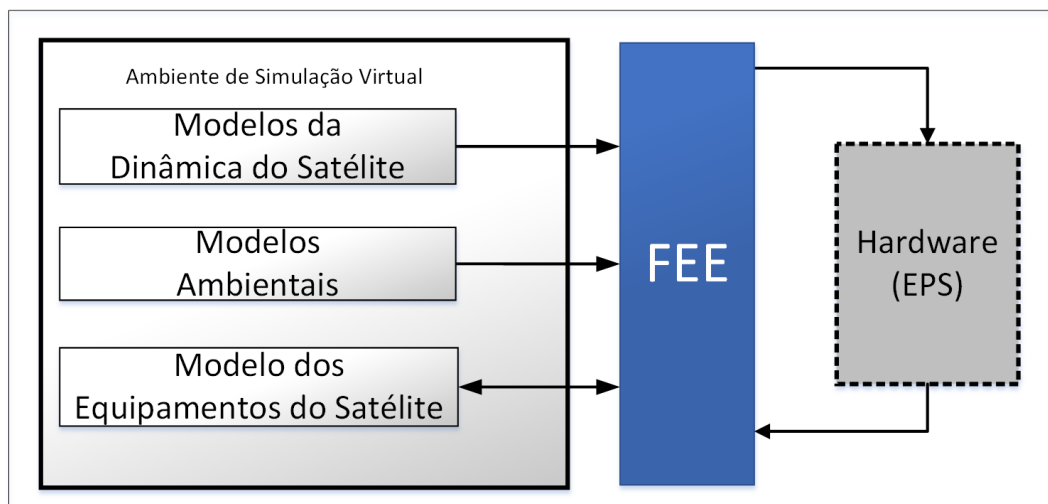 Ambiente de Simulação Virtual
Modelos da
Dinâmica do Satélite
Modelos
Ambientais
Modelo dos
Equipamentos do Satélite
FEE
Hardware
(EPS)